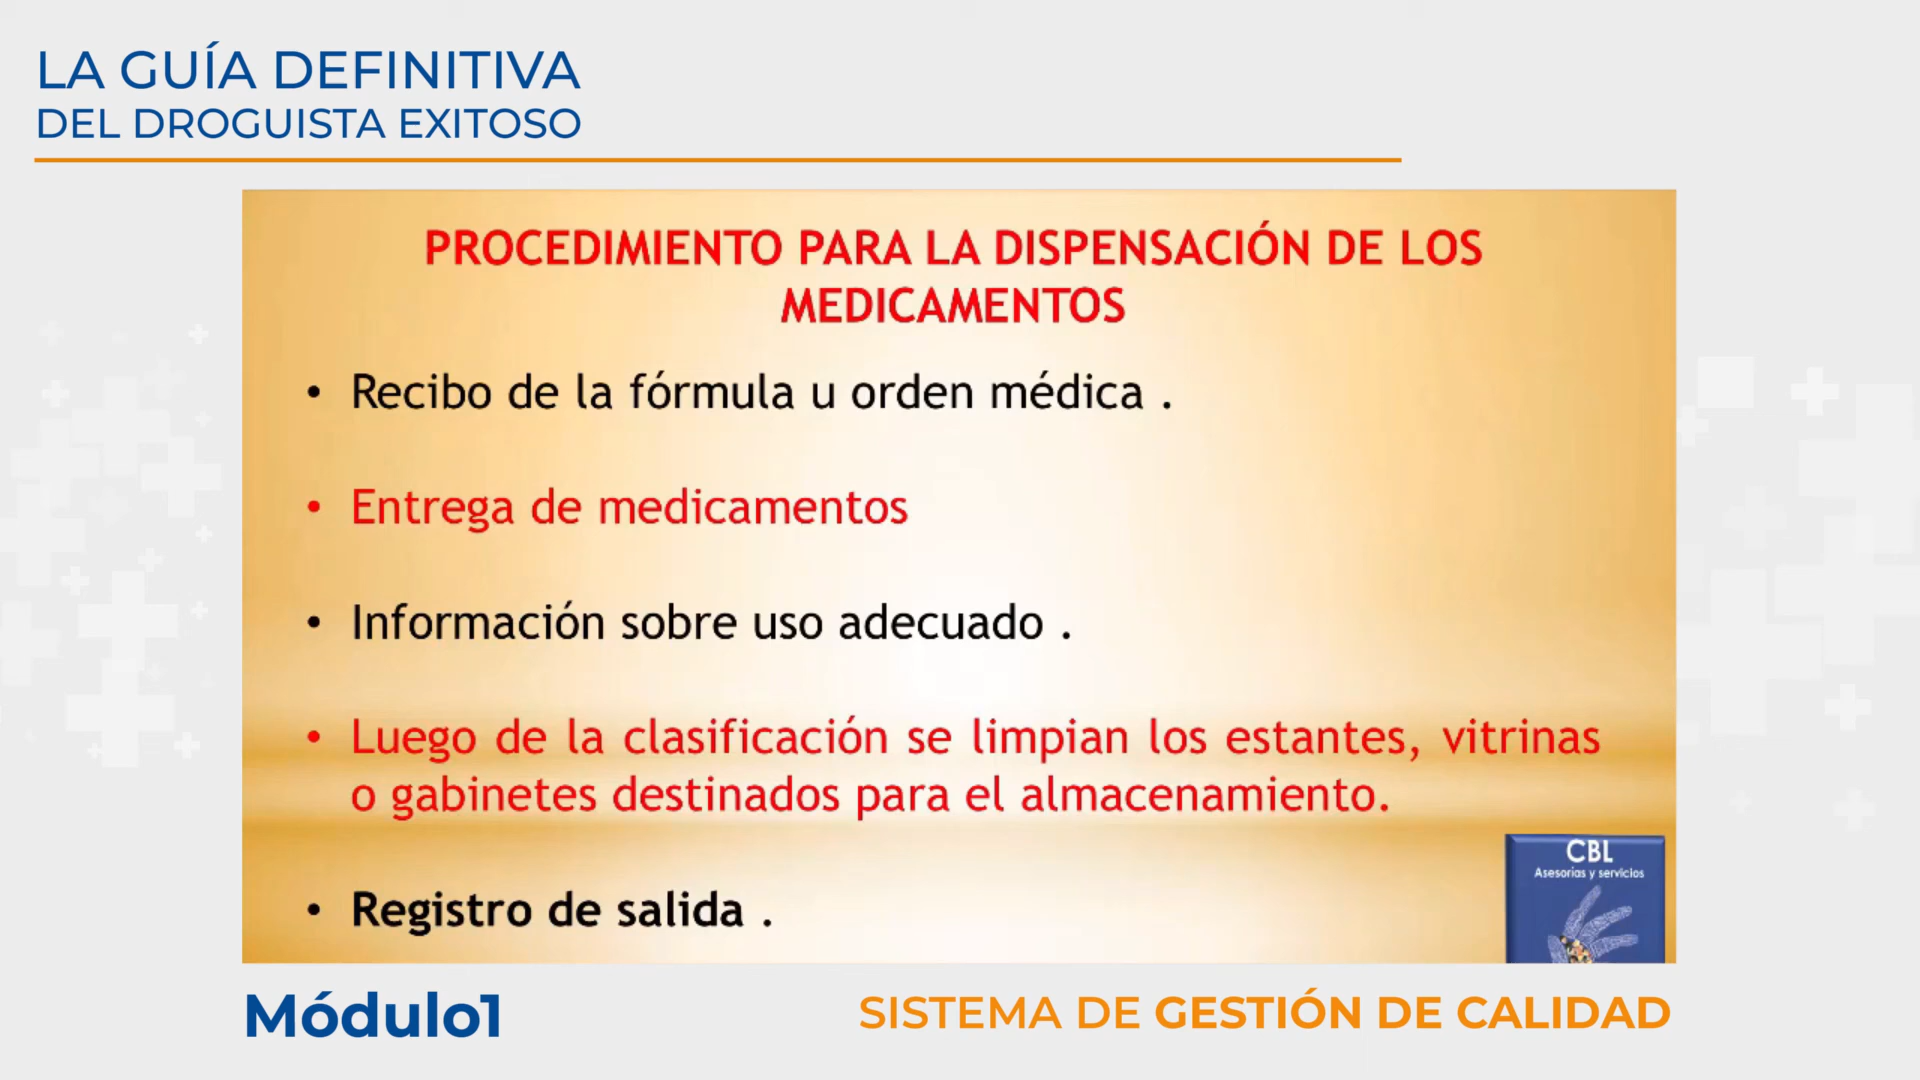 LA GUÍA DEFINITIVA
DEL DROGUISTA EXITOSO
PROCEDIMIENTO PARA LA DISPENSACIÓN DE LOS
MEDICAMENTOS
• Recibo de la fórmula u orden médica .
• Entrega de medicamentos
• Información sobre uso adecuado .
• Luego de la clasificación se limpian los estantes, vitrinas
o gabinetes destinados para el almacenamiento.
• Registro de salida .
CBL
Asesorias y servicios
Módulo1
SISTEMA DE GESTIÓN DE CALIDAD